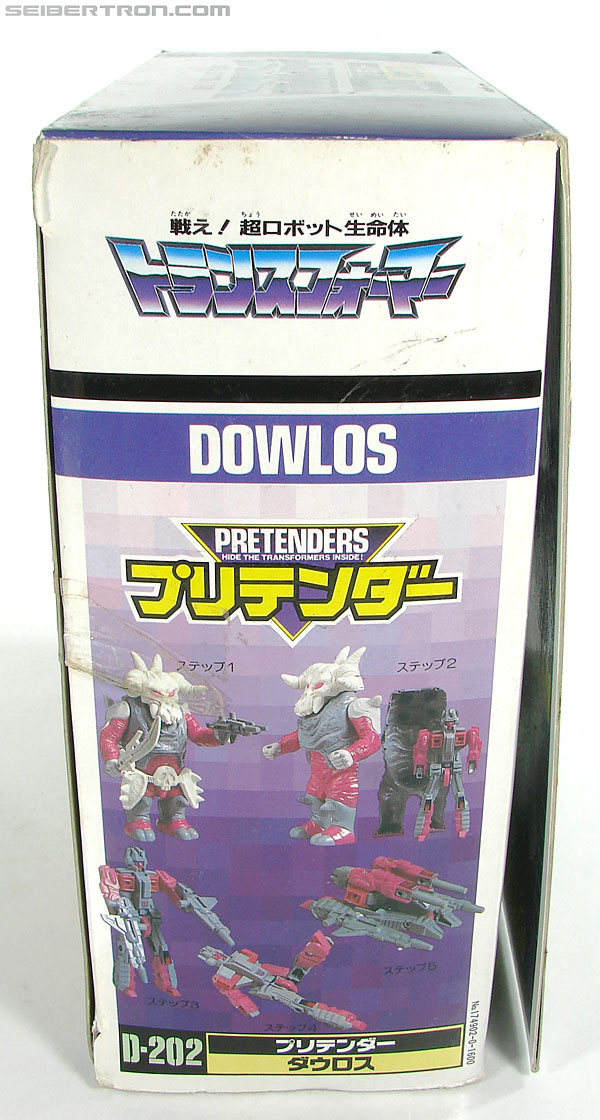 SEIBERTRON.COM
たたか ちょう せいめいたい
戦え!超ロボット生命体
トランスフォーマー
DOWLOS
PRETENDERS
HIDE THE TRANSFORMERS INSIDE!
プリテンダー
ステップ1 ステップ2
ステップ3 ステップ4 ステップ5
D-202
プリテンダー
ダウロス
No.174902-0-1600